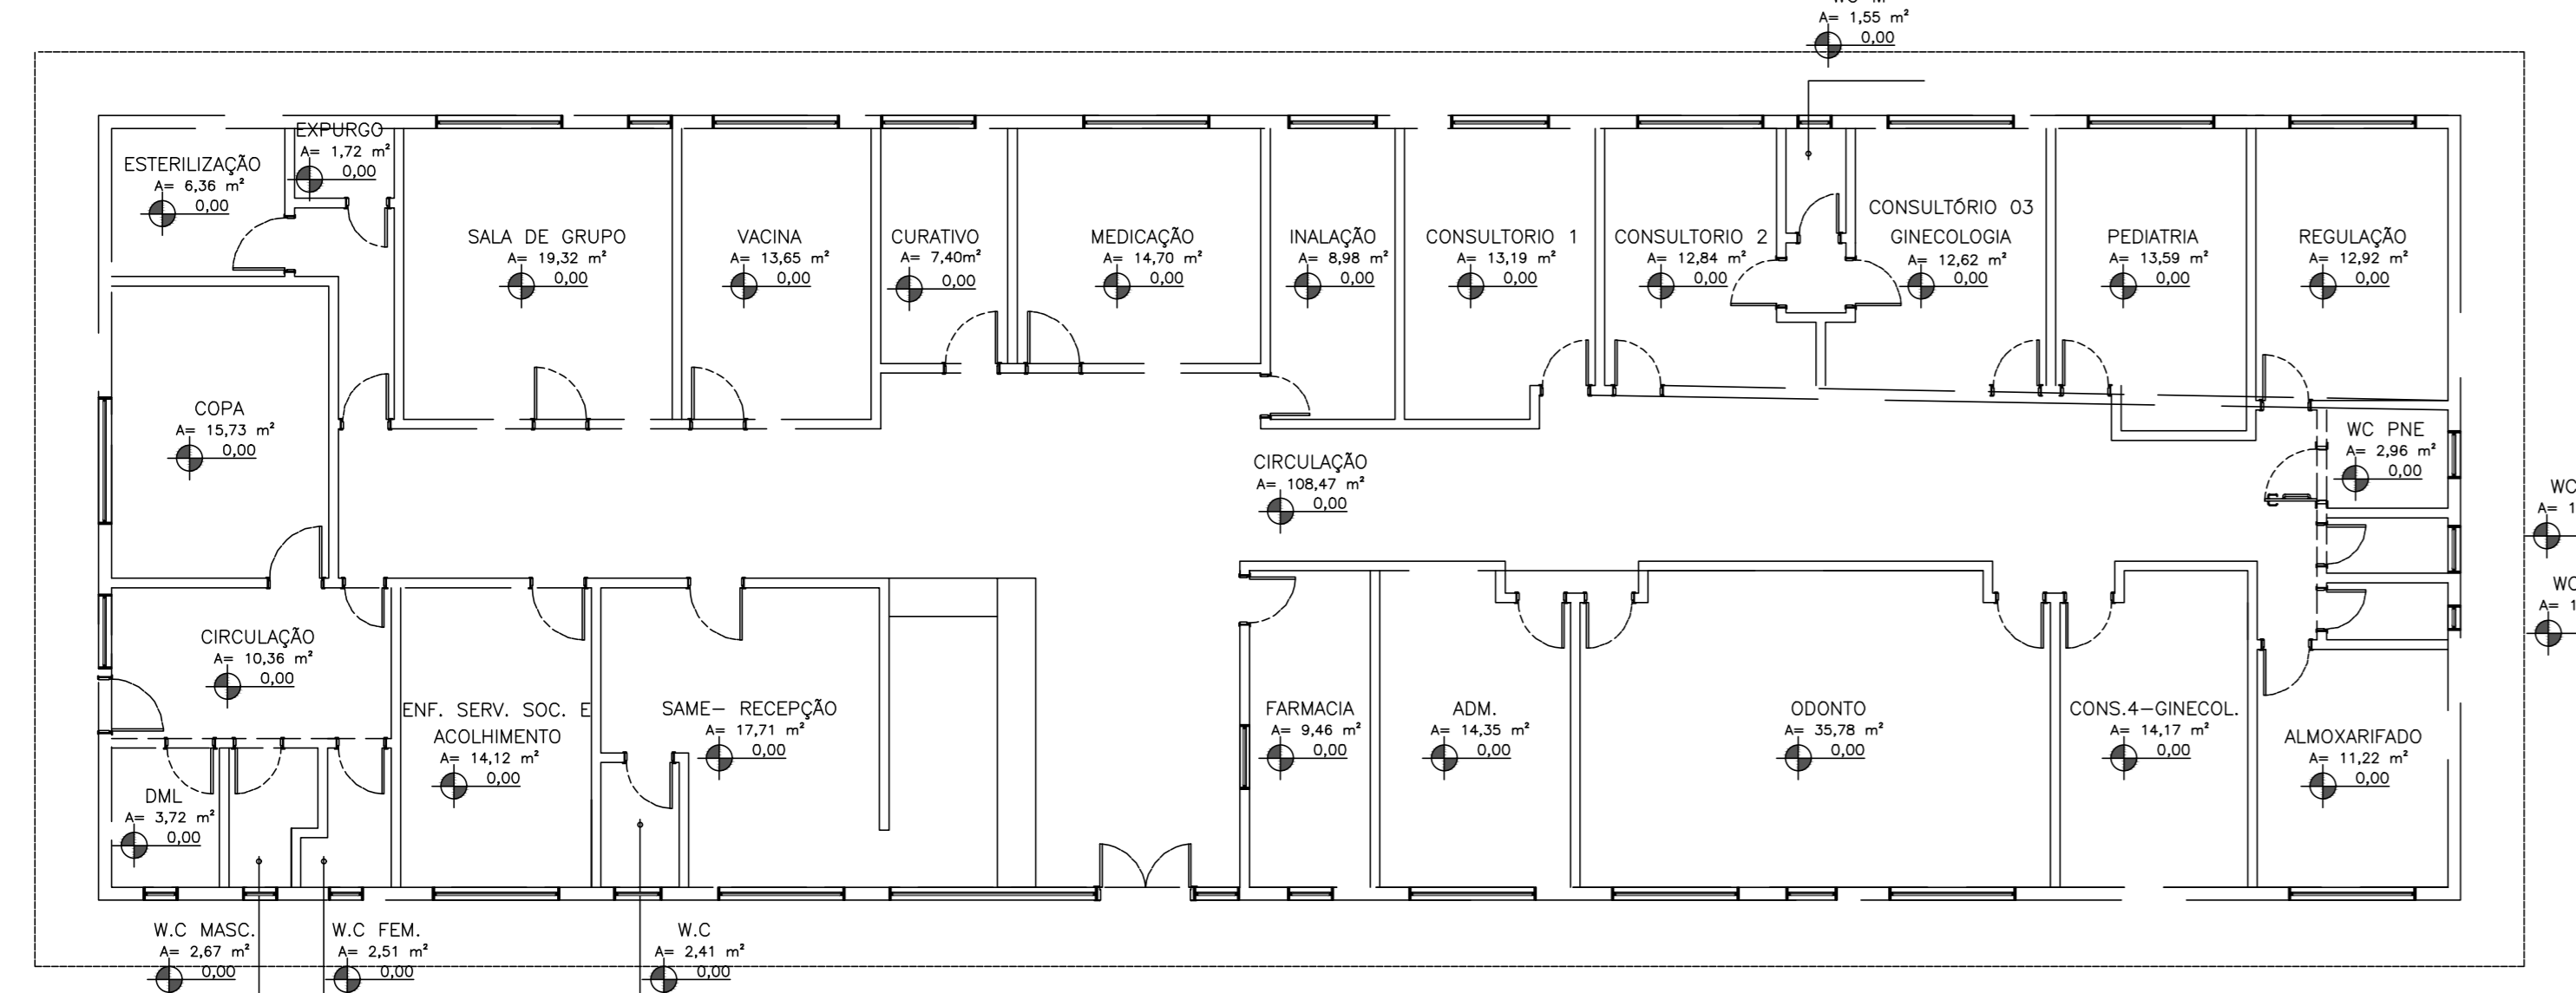 A= 1,55 m²
0,00
EXPURGO
A= 1,72 m²
0,00
ESTERILIZAÇÃO
A= 6,36 m²
0,00
SALA DE GRUPO
A= 19,32 m²
0,00
VACINA
A= 13,65 m²
0,00
CURATIVO
A= 7,40m²
0,00
MEDICAÇÃO
A= 14,70 m²
0,00
INALAÇÃO
A= 8,98 m²
0,00
CONSULTORIO 1
A= 13,19 m²
0,00
CONSULTORIO 2
A= 12,84 m²
0,00
CONSULTÓRIO 03
GINECOLOGIA
A= 12,62 m²
0,00
PEDIATRIA
A= 13,59 m²
0,00
REGULAÇÃO
A= 12,92 m²
0,00
COPA
A= 15,73 m²
0,00
CIRCULAÇÃO
A= 108,47 m²
0,00
WC PNE
A= 2,96 m²
0,00
WC
A= 1
WC
A= 1
CIRCULAÇÃO
A= 10,36 m²
0,00
ENF. SERV. SOC. E
ACOLHIMENTO
A= 14,12 m²
0,00
SAME- RECEPÇÃO
A= 17,71 m²
0,00
FARMACIA
A= 9,46 m²
0,00
ADM.
A= 14,35 m²
0,00
ODONTO
A= 35,78 m²
0,00
CONS.4-GINECOL.
A= 14,17 m²
0,00
ALMOXARIFADO
A= 11,22 m²
0,00
DML
A= 3,72 m²
0,00
W.C MASC.
A= 2,67 m²
0,00
W.C FEM.
A= 2,51 m²
0,00
W.C
A= 2,41 m²
0,00